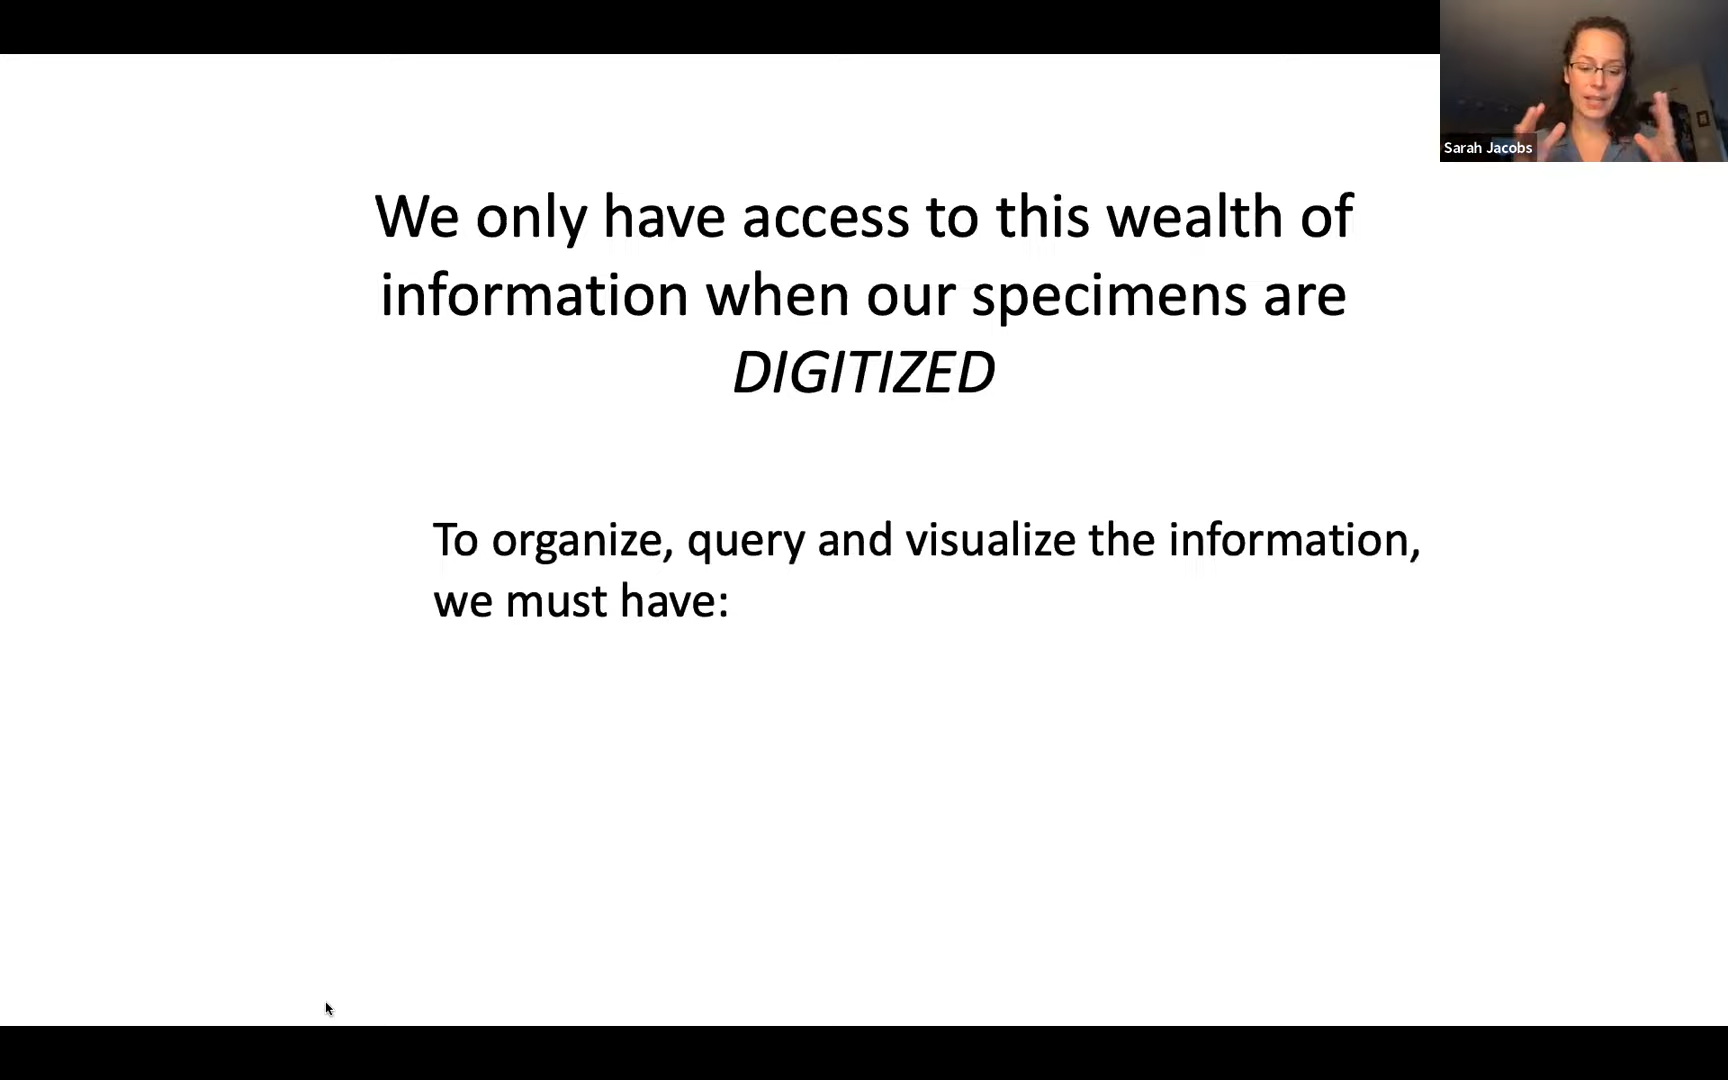 Sarah Jacobs
We only have access to this wealth of
information when our specimens are
DIGITIZED
To organize, query and visualize the information,
we must have: